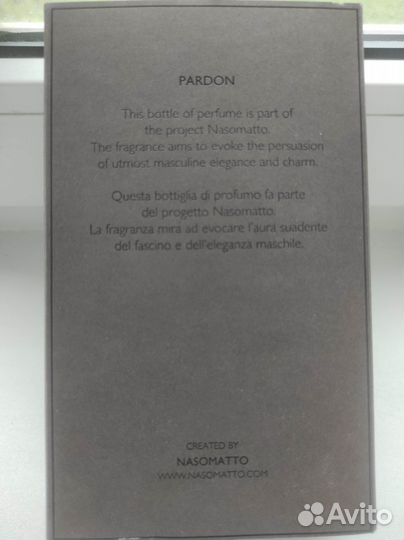 PARDON
This bottle of perfume is part of
the project Nasomatto.
The fragrance aims to evoke the persuasion
of utmost masculine elegance and charm.
Questa bottiglia di profumo fa parte
del progetto Nasomatto.
La fragranza mira ad evocare l'aura suadente
del fascino e dell'eleganza maschile.
CREATED BY
NASOMATTO
WWW.NASOMATTO.COM
Avito